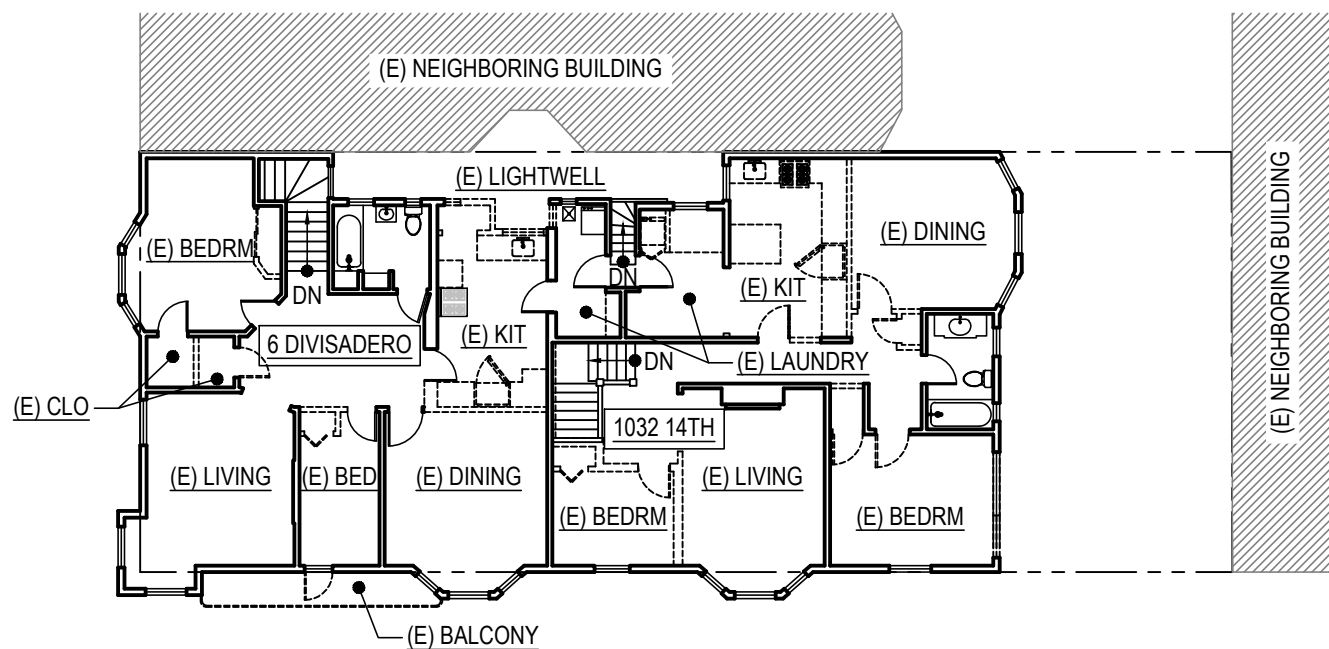 (E) NEIGHBORING BUILDING
(E) LIGHTWELL
(E) NEIGHBORING BUILDING
(E) BEDRM
(E) DINING
DN
DN
(E) KIT
6 DIVISADERO
(E) KIT
DN
(E) LAUNDRY
(E) CLO
1032 14TH
(E) LIVING
(E) BED
(E) DINING
(E) LIVING
(E) BEDRM
(E) BEDRM
(E) BALCONY